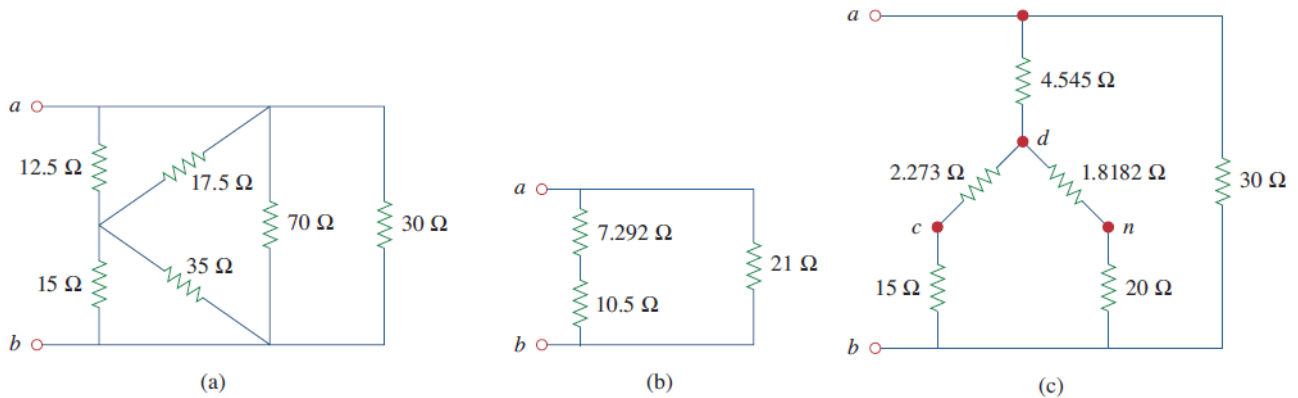 a
12.5 Ω
17.5 Ω
70 Ω
30 Ω
15 Ω
35 Ω
b
(a)
a
7.292 Ω
21 Ω
10.5 Ω
b
(b)
a
4.545 Ω
d
2.273 Ω
1.8182 Ω
30 Ω
c
n
15 Ω
20 Ω
b
(c)